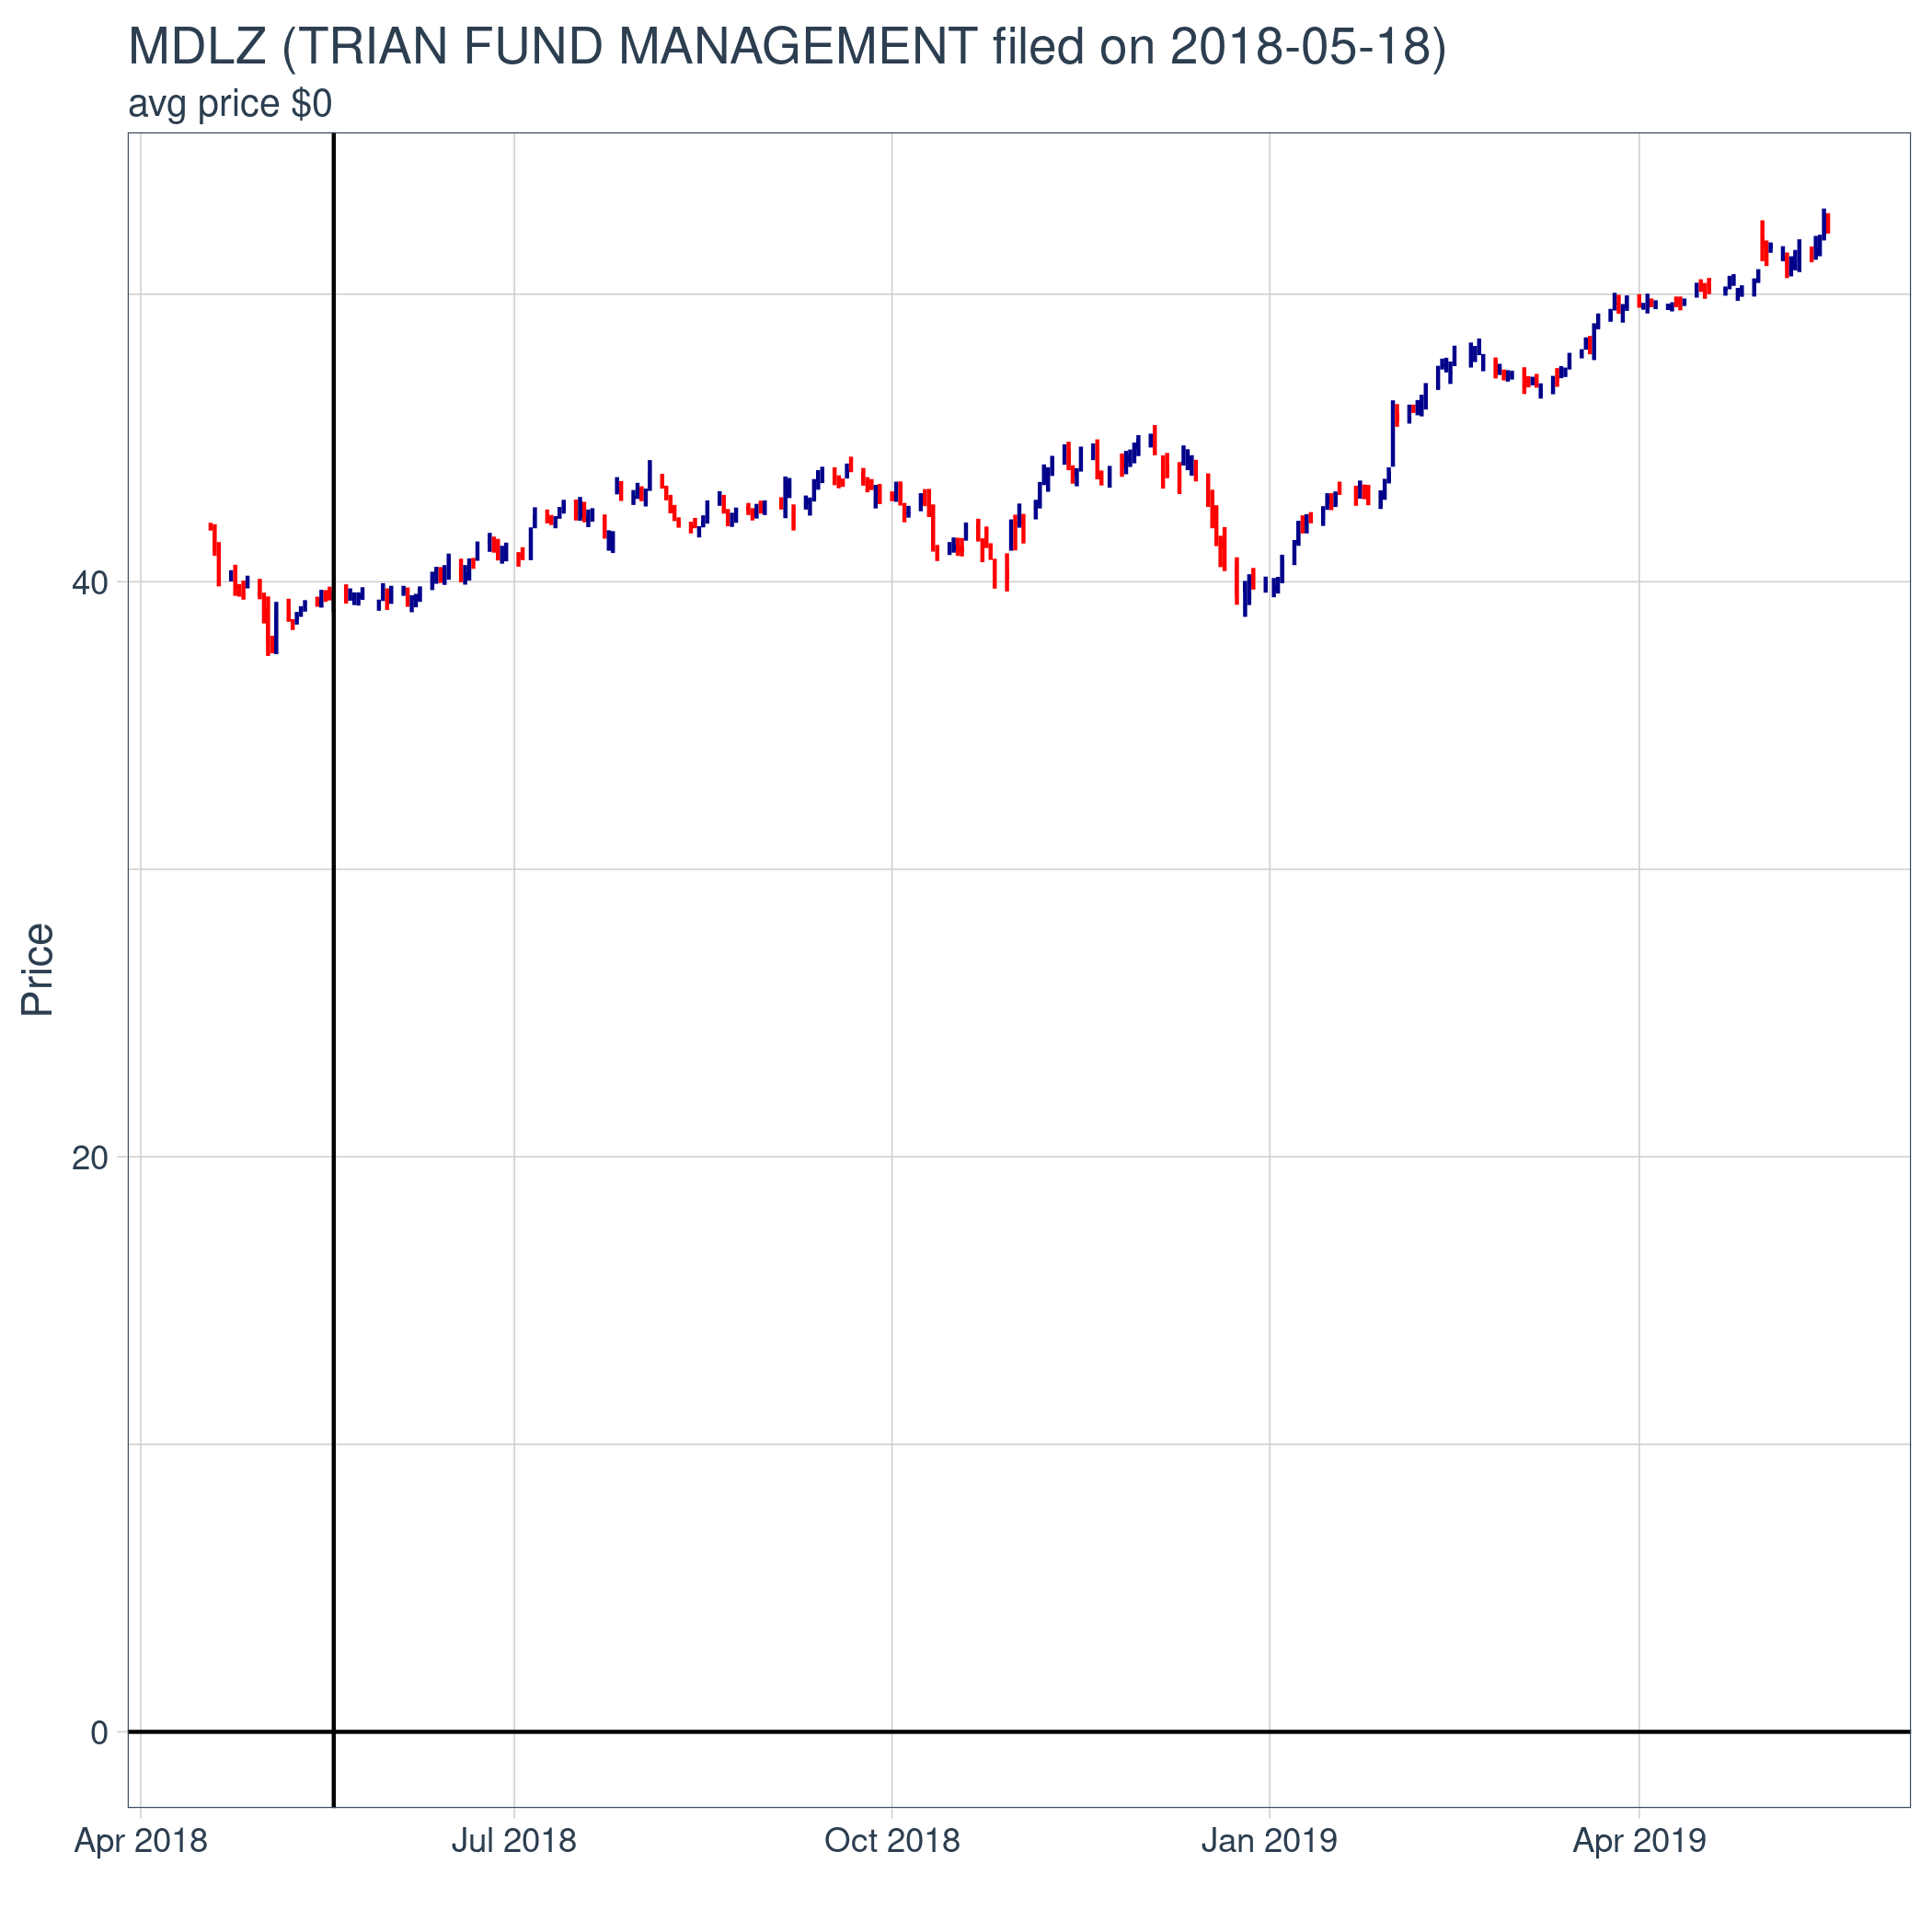 MDLZ (TRIAN FUND MANAGEMENT filed on 2018-05-18)
avg price $0
Price
40
20
0
Apr 2018
Jul 2018
Oct 2018
Jan 2019
Apr 2019